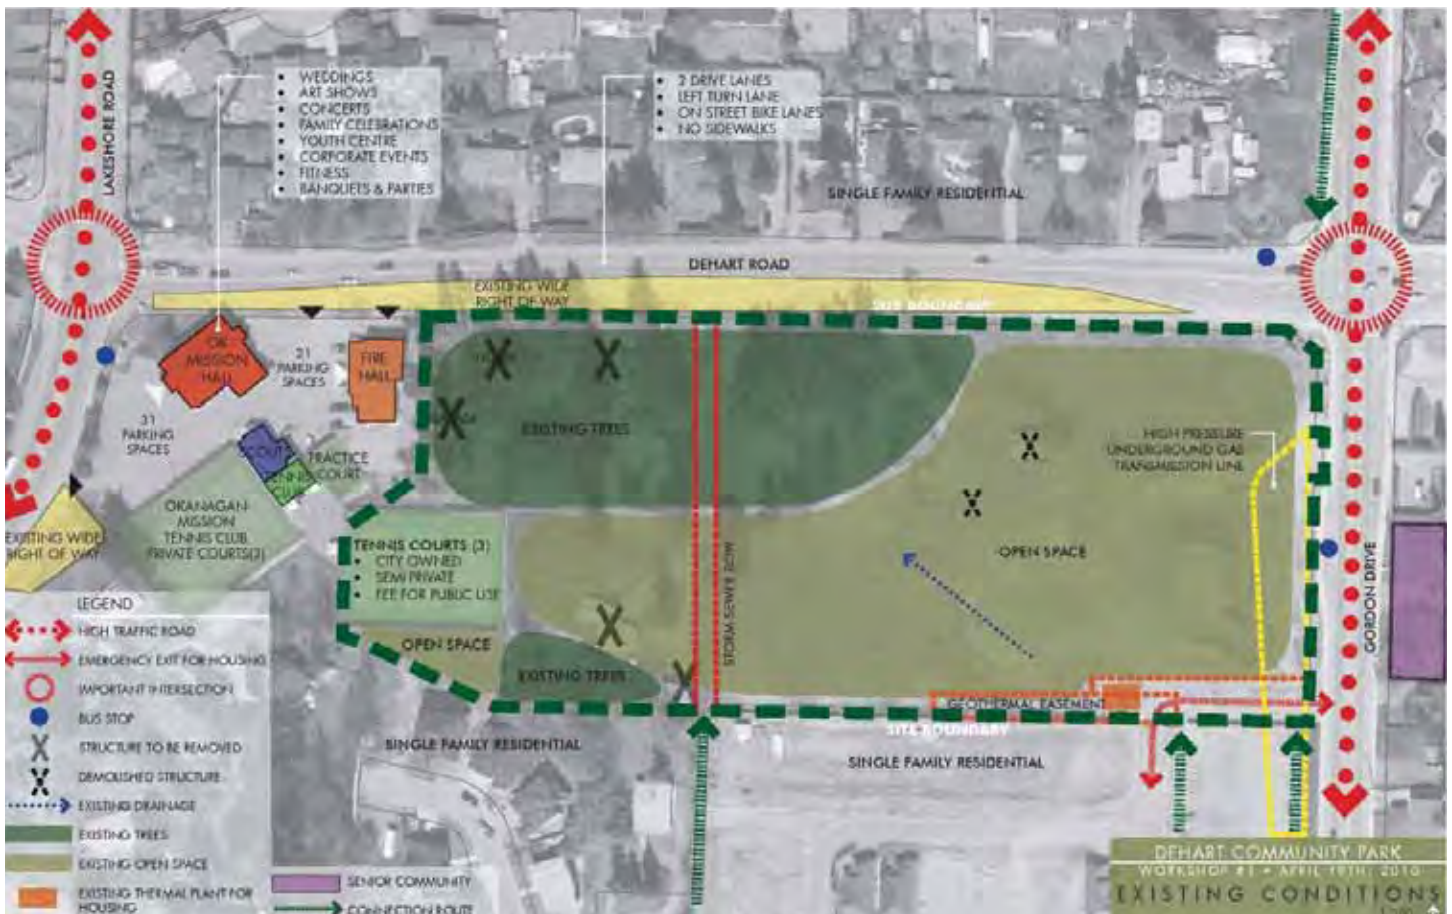 LAKESHORE ROAD
• WEDDINGS
• ART SHOWS
• CONCERTS
• FAMILY CELEBRATIONS
• YOUTH CENTRE
• CORPORATE EVENTS
• FITNESS
• BANQUETS & PARTIES
• 2 DRIVE LANES
• LEFT TURN LANE
• ON STREET BIKE LANES
• NO SIDEWALKS
SINGLE FAMILY RESIDENTIAL
DEHART ROAD
EXISTING WIDE
RIGHT OF WAY
SITE BOUNDARY
OK
MISSION
HALL
21
PARKING
SPACES
FIRE
HALL
31
PARKING
SPACES
SCOUTS
TENNIS
CLUB
PRACTICE
COURT
EXISTING TREES
HIGH PRESSURE
UNDERGROUND GAS
TRANSMISSION LINE
OKANAGAN
MISSION
TENNIS CLUB
PRIVATE COURTS(3)
EXISTING WIDE
RIGHT OF WAY
TENNIS COURTS (3)
• CITY OWNED
• SEMI PRIVATE
• FEE FOR PUBLIC USE
STORM SEWER ROW
OPEN SPACE
GORDON DRIVE
OPEN SPACE
EXISTING TREES
GEOTHERMAL EASEMENT
SITE BOUNDARY
SINGLE FAMILY RESIDENTIAL
SINGLE FAMILY RESIDENTIAL
LEGEND
HIGH TRAFFIC ROAD
EMERGENCY EXIT FOR HOUSING
IMPORTANT INTERSECTION
BUS STOP
STRUCTURE TO BE REMOVED
DEMOLISHED STRUCTURE
EXISTING DRAINAGE
EXISTING TREES
EXISTING OPEN SPACE
EXISTING THERMAL PLANT FOR
HOUSING
SENIOR COMMUNITY
CONNECTION ROUTE
DEHART COMMUNITY PARK
WORKSHOP #1 • APRIL 19TH, 2010
EXISTING CONDITIONS